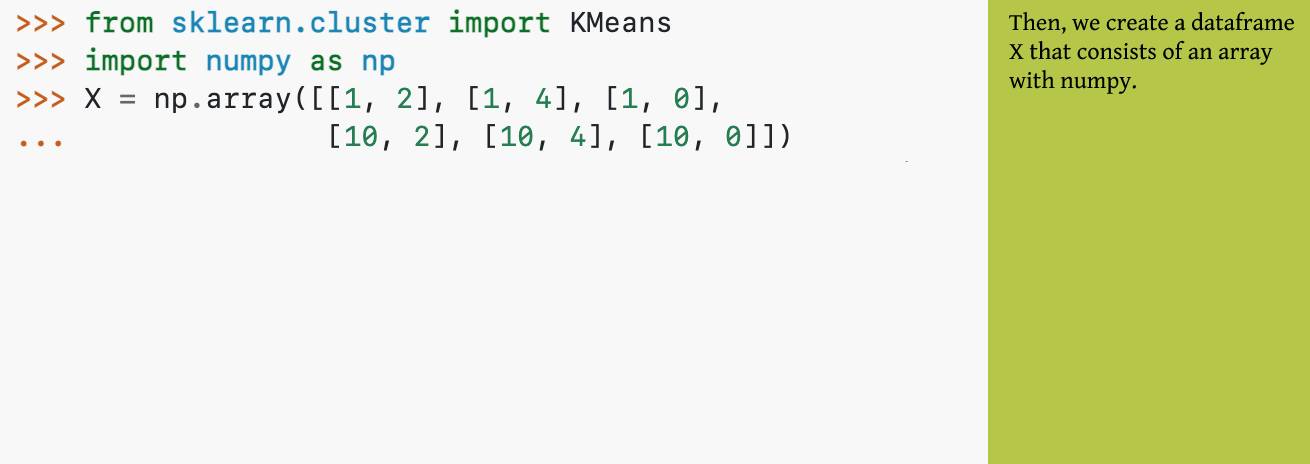 >>> from sklearn.cluster import KMeans
>>> import numpy as np
>>> X = np.array([[1, 2], [1, 4], [1, 0],
...               [10, 2], [10, 4], [10, 0]])
Then, we create a dataframe
X that consists of an array
with numpy.